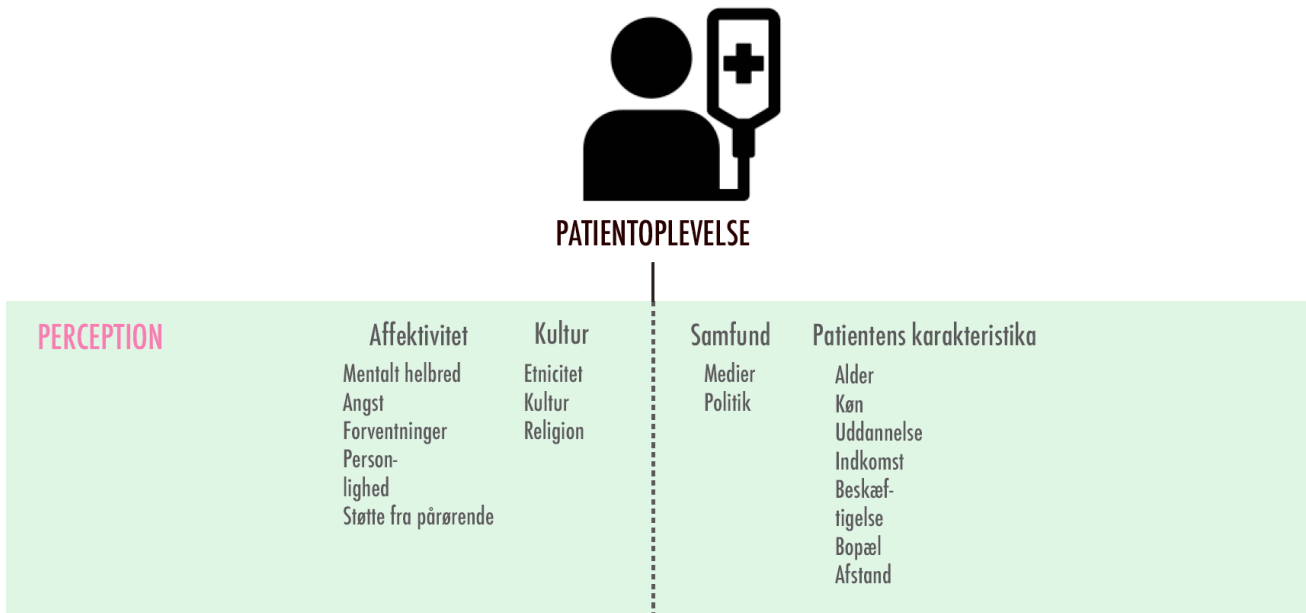 PATIENTOPLEVELSE
PERCEPTION
Affektivitet
Mentalt helbred
Angst
Forventninger
Person-
lighed
Støtte fra pårørende
Kultur
Etnicitet
Kultur
Religion
Samfund
Medier
Politik
Patientens karakteristika
Alder
Køn
Uddannelse
Indkomst
Beskæf-
tigelse
Bopæl
Afstand